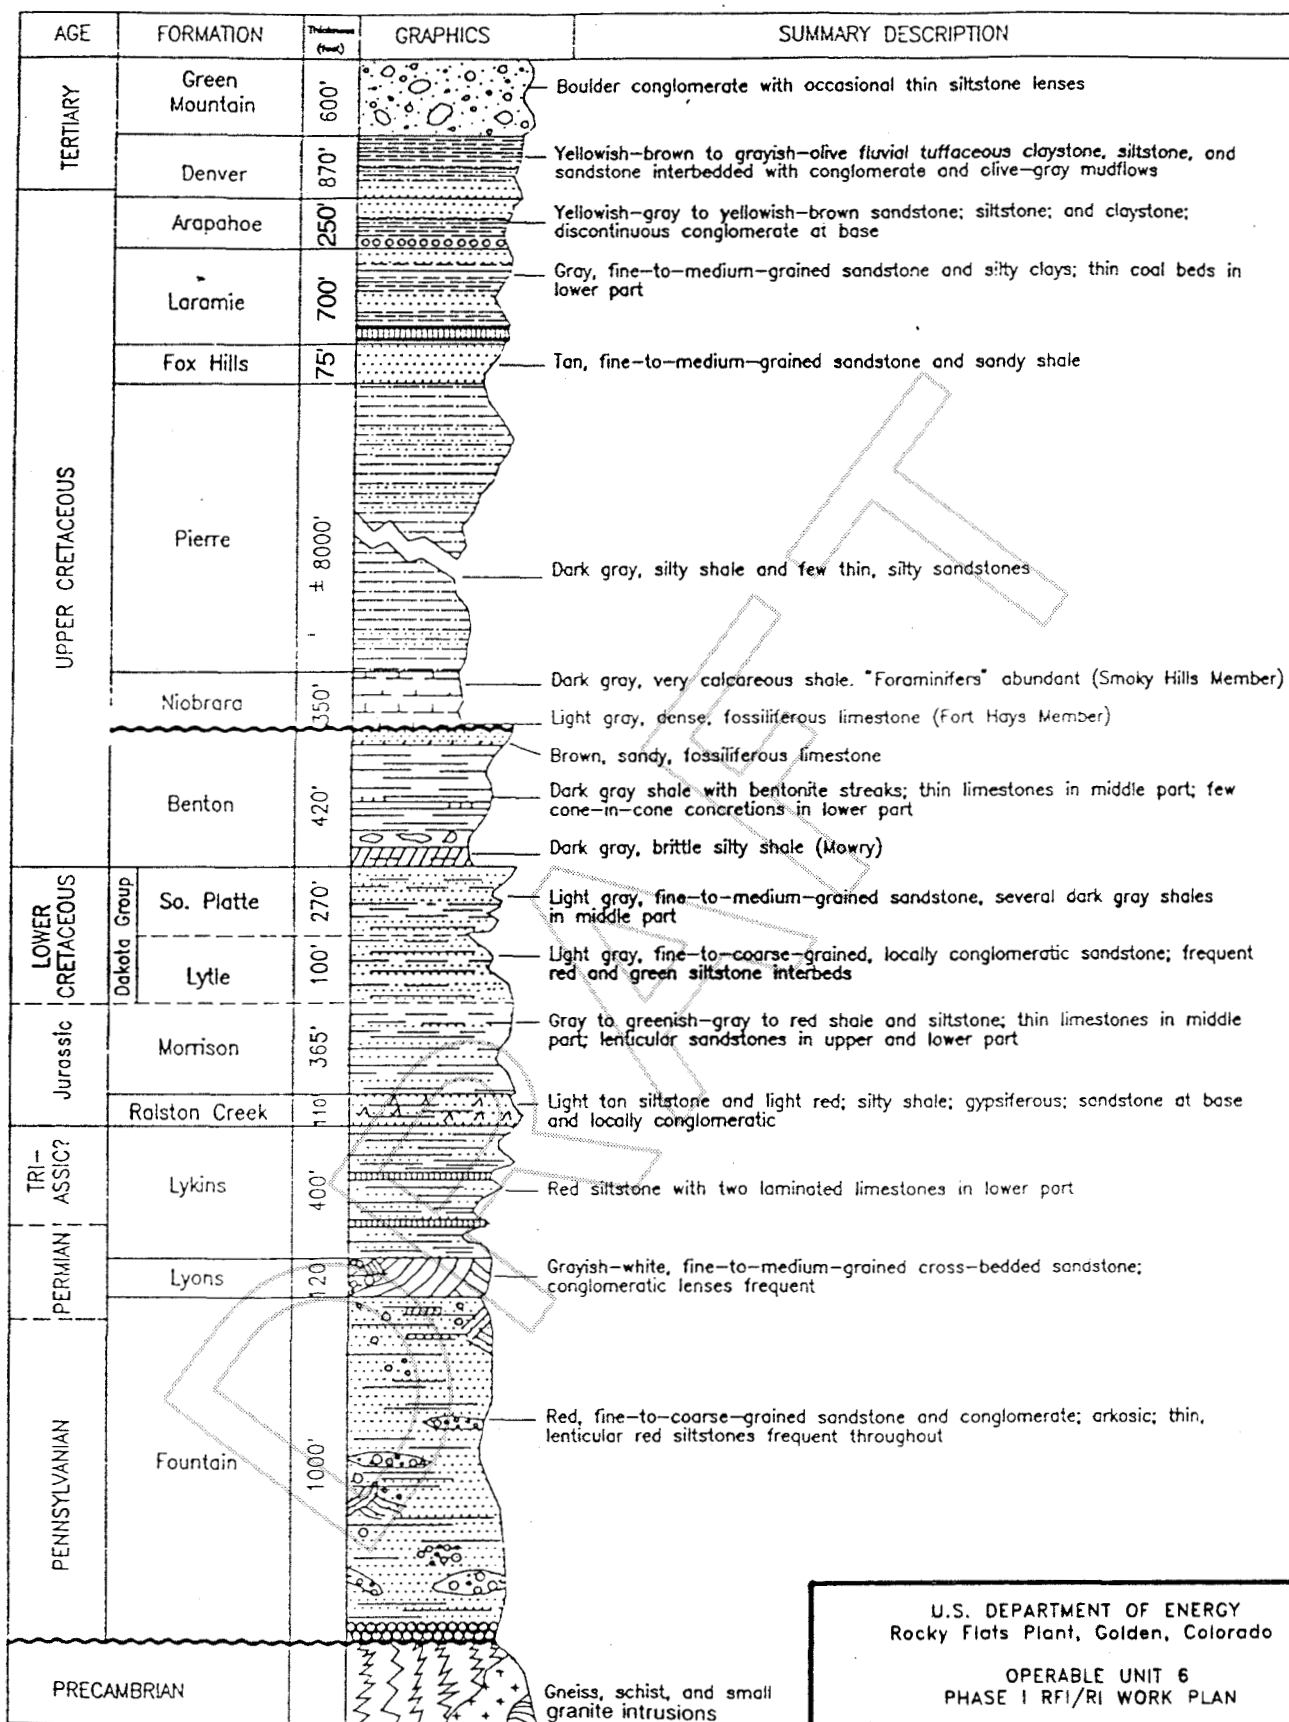 AGE FORMATION Thickness (feet) GRAPHICS SUMMARY DESCRIPTION
TERTIARY
Green
Mountain
600'
Boulder conglomerate with occasional thin siltstone lenses
Denver
870'
Yellowish-brown to grayish-olive fluvial tuffaceous claystone, siltstone, and
sandstone interbedded with conglomerate and olive-gray mudflows
UPPER CRETACEOUS
Arapahoe
250'
Yellowish-gray to yellowish-brown sandstone; siltstone; and claystone;
discontinuous conglomerate at base
Laramie
700'
Gray, fine-to-medium-grained sandstone and silty clays; thin coal beds in
lower part
Fox Hills
75'
Tan, fine-to-medium-grained sandstone and sandy shale
Pierre
± 8000'
Dark gray, silty shale and few thin, silty sandstones
Niobrara
350'
Dark gray, very calcareous shale. "Foraminifers" abundant (Smoky Hills Member)
Light gray, dense, fossiliferous limestone (Fort Hays Member)
Benton
420'
Brown, sandy, fossiliferous limestone
Dark gray shale with bentonite streaks; thin limestones in middle part; few
cone-in-cone concretions in lower part
Dark gray, brittle silty shale (Mowry)
LOWER
CRETACEOUS
Dakota Group
So. Platte
270'
Light gray, fine-to-medium-grained sandstone, several dark gray shales
in middle part
Lytle
100'
Light gray, fine-to-coarse-grained, locally conglomeratic sandstone; frequent
red and green siltstone interbeds
Jurassic
Morrison
365'
Gray to greenish-gray to red shale and siltstone; thin limestones in middle
part; lenticular sandstones in upper and lower part
Ralston Creek
110'
Light tan siltstone and light red; silty shale; gypsiferous; sandstone at base
and locally conglomeratic
TRI-
ASSIC?
Lykins
400'
Red siltstone with two laminated limestones in lower part
PERMIAN
Lyons
120'
Grayish-white, fine-to-medium-grained cross-bedded sandstone;
conglomeratic lenses frequent
PENNSYLVANIAN
Fountain
1000'
Red, fine-to-coarse-grained sandstone and conglomerate; arkosic; thin,
lenticular red siltstones frequent throughout
PRECAMBRIAN
Gneiss, schist, and small
granite intrusions
DRAFT
U.S. DEPARTMENT OF ENERGY
Rocky Flats Plant, Golden, Colorado
OPERABLE UNIT 6
PHASE I RFI/RI WORK PLAN